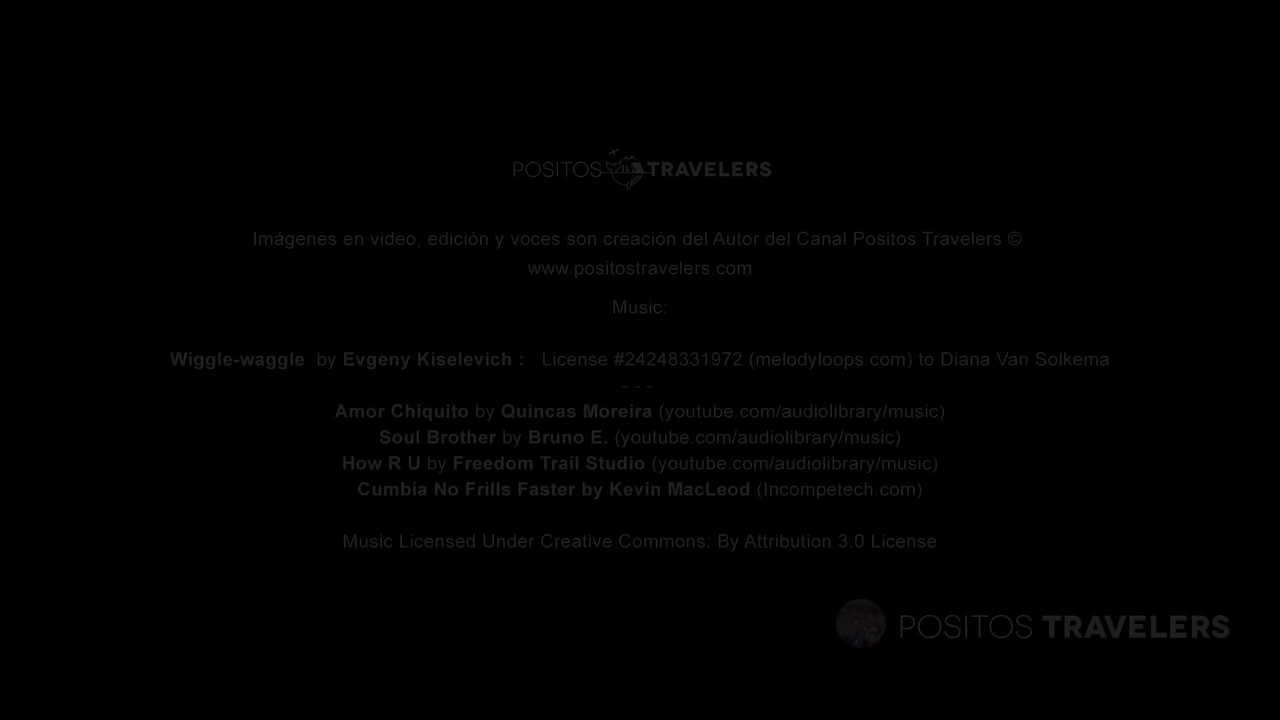 POSITOS TRAVELERS
Imágenes en video, edición y voces son creación del Autor del Canal Positos Travelers ©
www.positostravelers.com
Music:
Wiggle-waggle by Evgeny Kiselevich : License #24248331972 (melodyloops.com) to Diana Van Solkema
- - -
Amor Chiquito by Quincas Moreira (youtube.com/audiolibrary/music)
Soul Brother by Bruno E. (youtube.com/audiolibrary/music)
How R U by Freedom Trail Studio (youtube.com/audiolibrary/music)
Cumbia No Frills Faster by Kevin MacLeod (Incompetech.com)
Music Licensed Under Creative Commons: By Attribution 3.0 License
POSITOS TRAVELERS